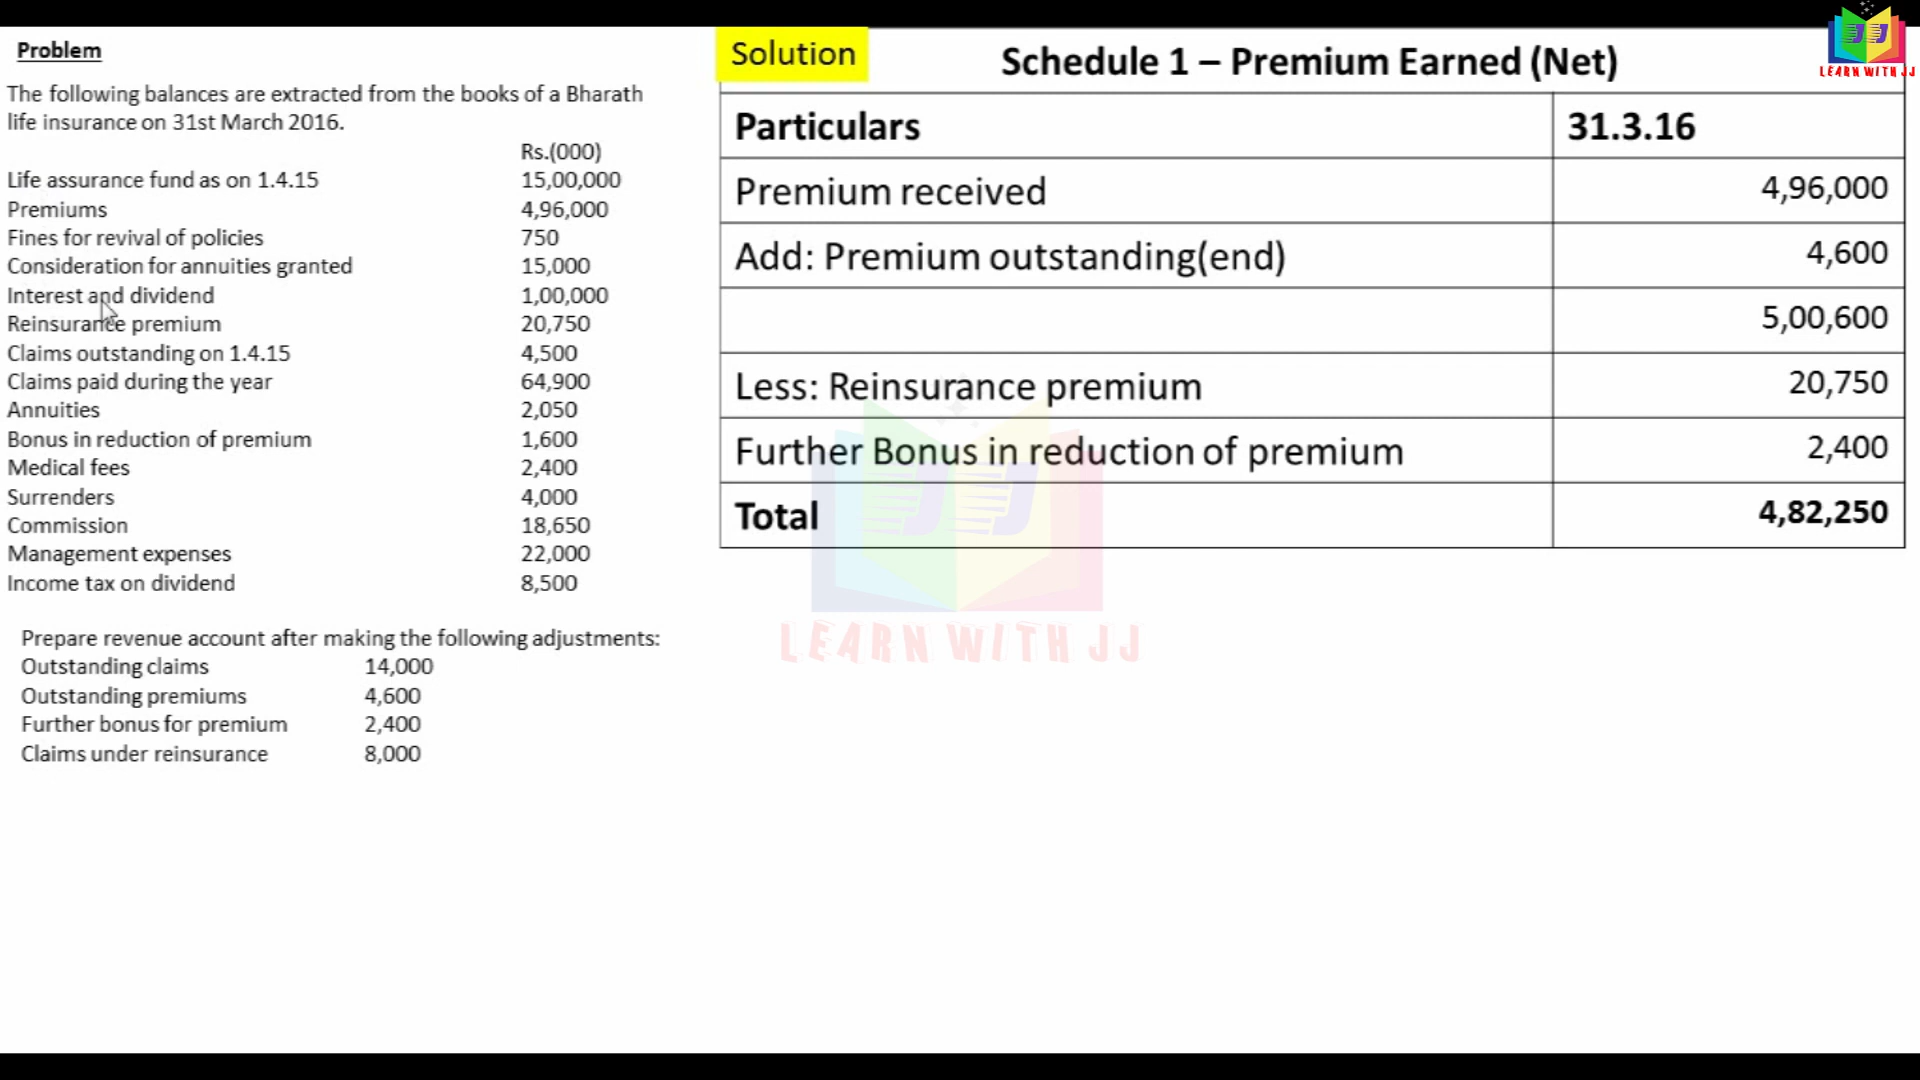 Problem
The following balances are extracted from the books of a Bharath
life insurance on 31st March 2016.
Rs.(000)
Life assurance fund as on 1.4.15 15,00,000
Premiums 4,96,000
Fines for revival of policies 750
Consideration for annuities granted 15,000
Interest and dividend 1,00,000
Reinsurance premium 20,750
Claims outstanding on 1.4.15 4,500
Claims paid during the year 64,900
Annuities 2,050
Bonus in reduction of premium 1,600
Medical fees 2,400
Surrenders 4,000
Commission 18,650
Management expenses 22,000
Income tax on dividend 8,500
Prepare revenue account after making the following adjustments:
Outstanding claims 14,000
Outstanding premiums 4,600
Further bonus for premium 2,400
Claims under reinsurance 8,000
Solution
Schedule 1 – Premium Earned (Net)
Particulars 31.3.16
Premium received 4,96,000
Add: Premium outstanding(end) 4,600
5,00,600
Less: Reinsurance premium 20,750
Further Bonus in reduction of premium 2,400
Total 4,82,250
JJ
LEARN WITH JJ
JJ
LEARN WITH JJ